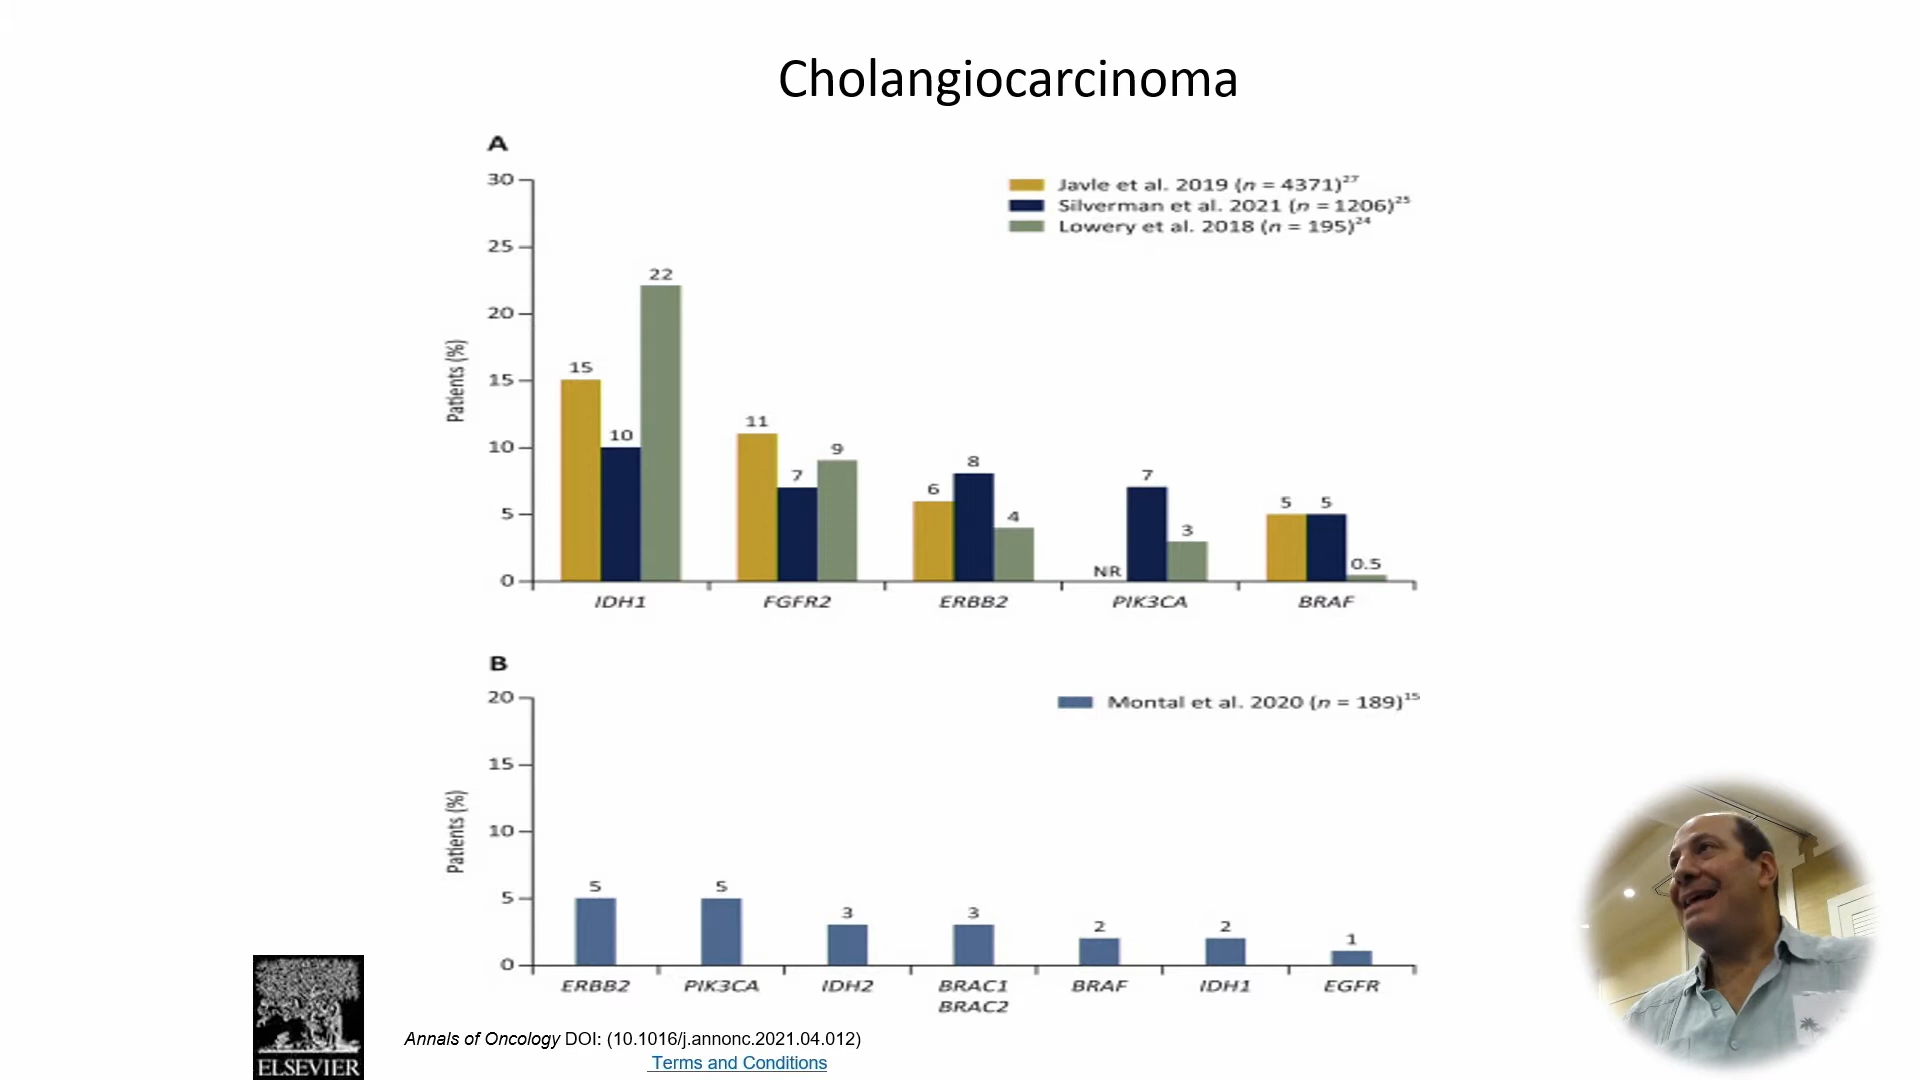 Cholangiocarcinoma
A
30
25
20
15
10
5
0
Patients (%)
Javle et al. 2019 (n = 4371)27
Silverman et al. 2021 (n = 1206)25
Lowery et al. 2018 (n = 195)24
15
10
22
11
7
9
6
8
4
NR
7
3
5
5
0.5
IDH1
FGFR2
ERBB2
PIK3CA
BRAF
B
20
15
10
5
0
Patients (%)
Montal et al. 2020 (n = 189)15
5
5
3
3
2
2
1
ERBB2
PIK3CA
IDH2
BRAC1
BRAC2
BRAF
IDH1
EGFR
ELSEVIER
Annals of Oncology DOI: (10.1016/j.annonc.2021.04.012)
Terms and Conditions